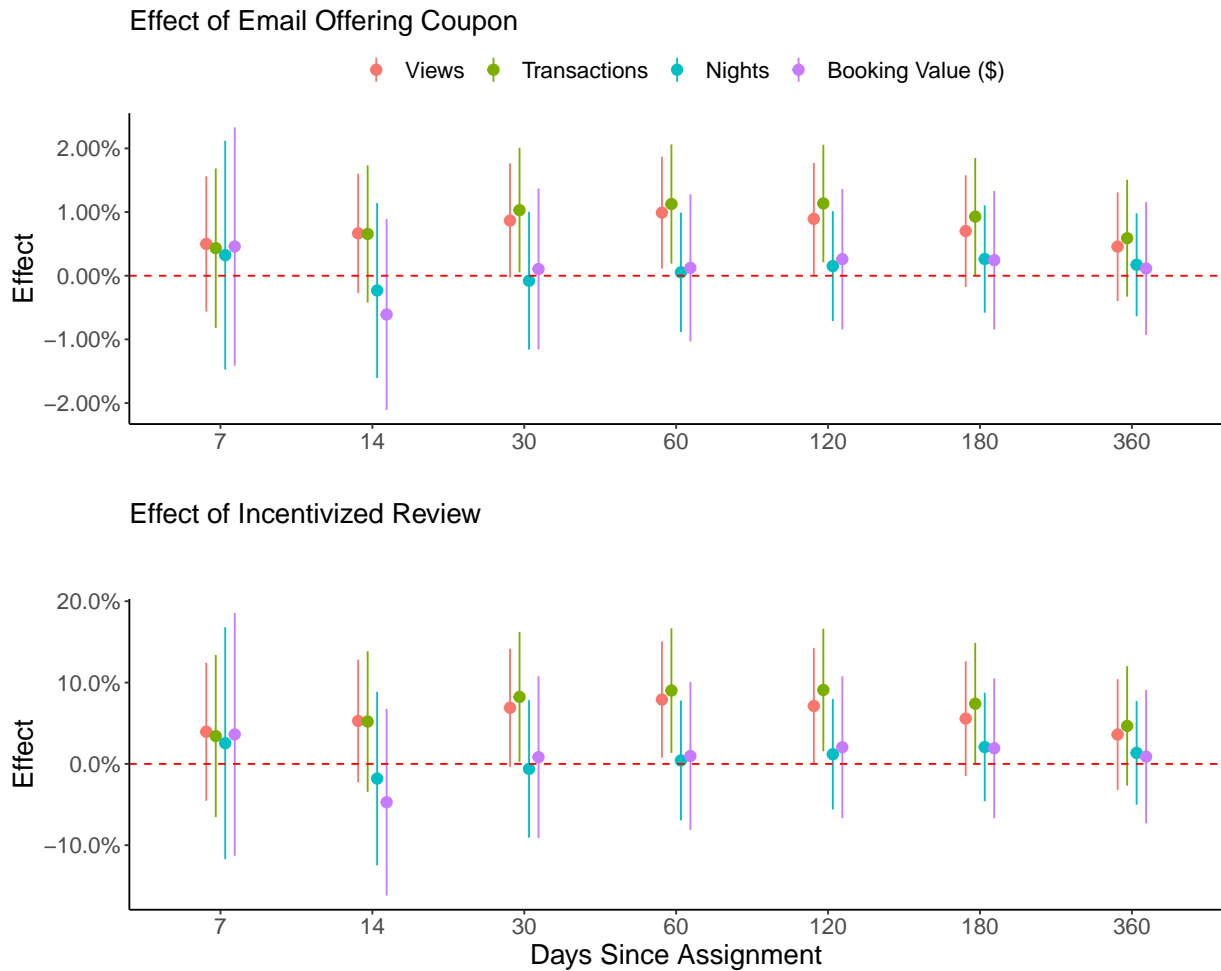 Effect of Email Offering Coupon
Views Transactions Nights Booking Value ($)
Effect
2.00%
1.00%
0.00%
−1.00%
−2.00%
7 14 30 60 120 180 360
Effect of Incentivized Review
Effect
20.0%
10.0%
0.0%
−10.0%
7 14 30 60 120 180 360
Days Since Assignment